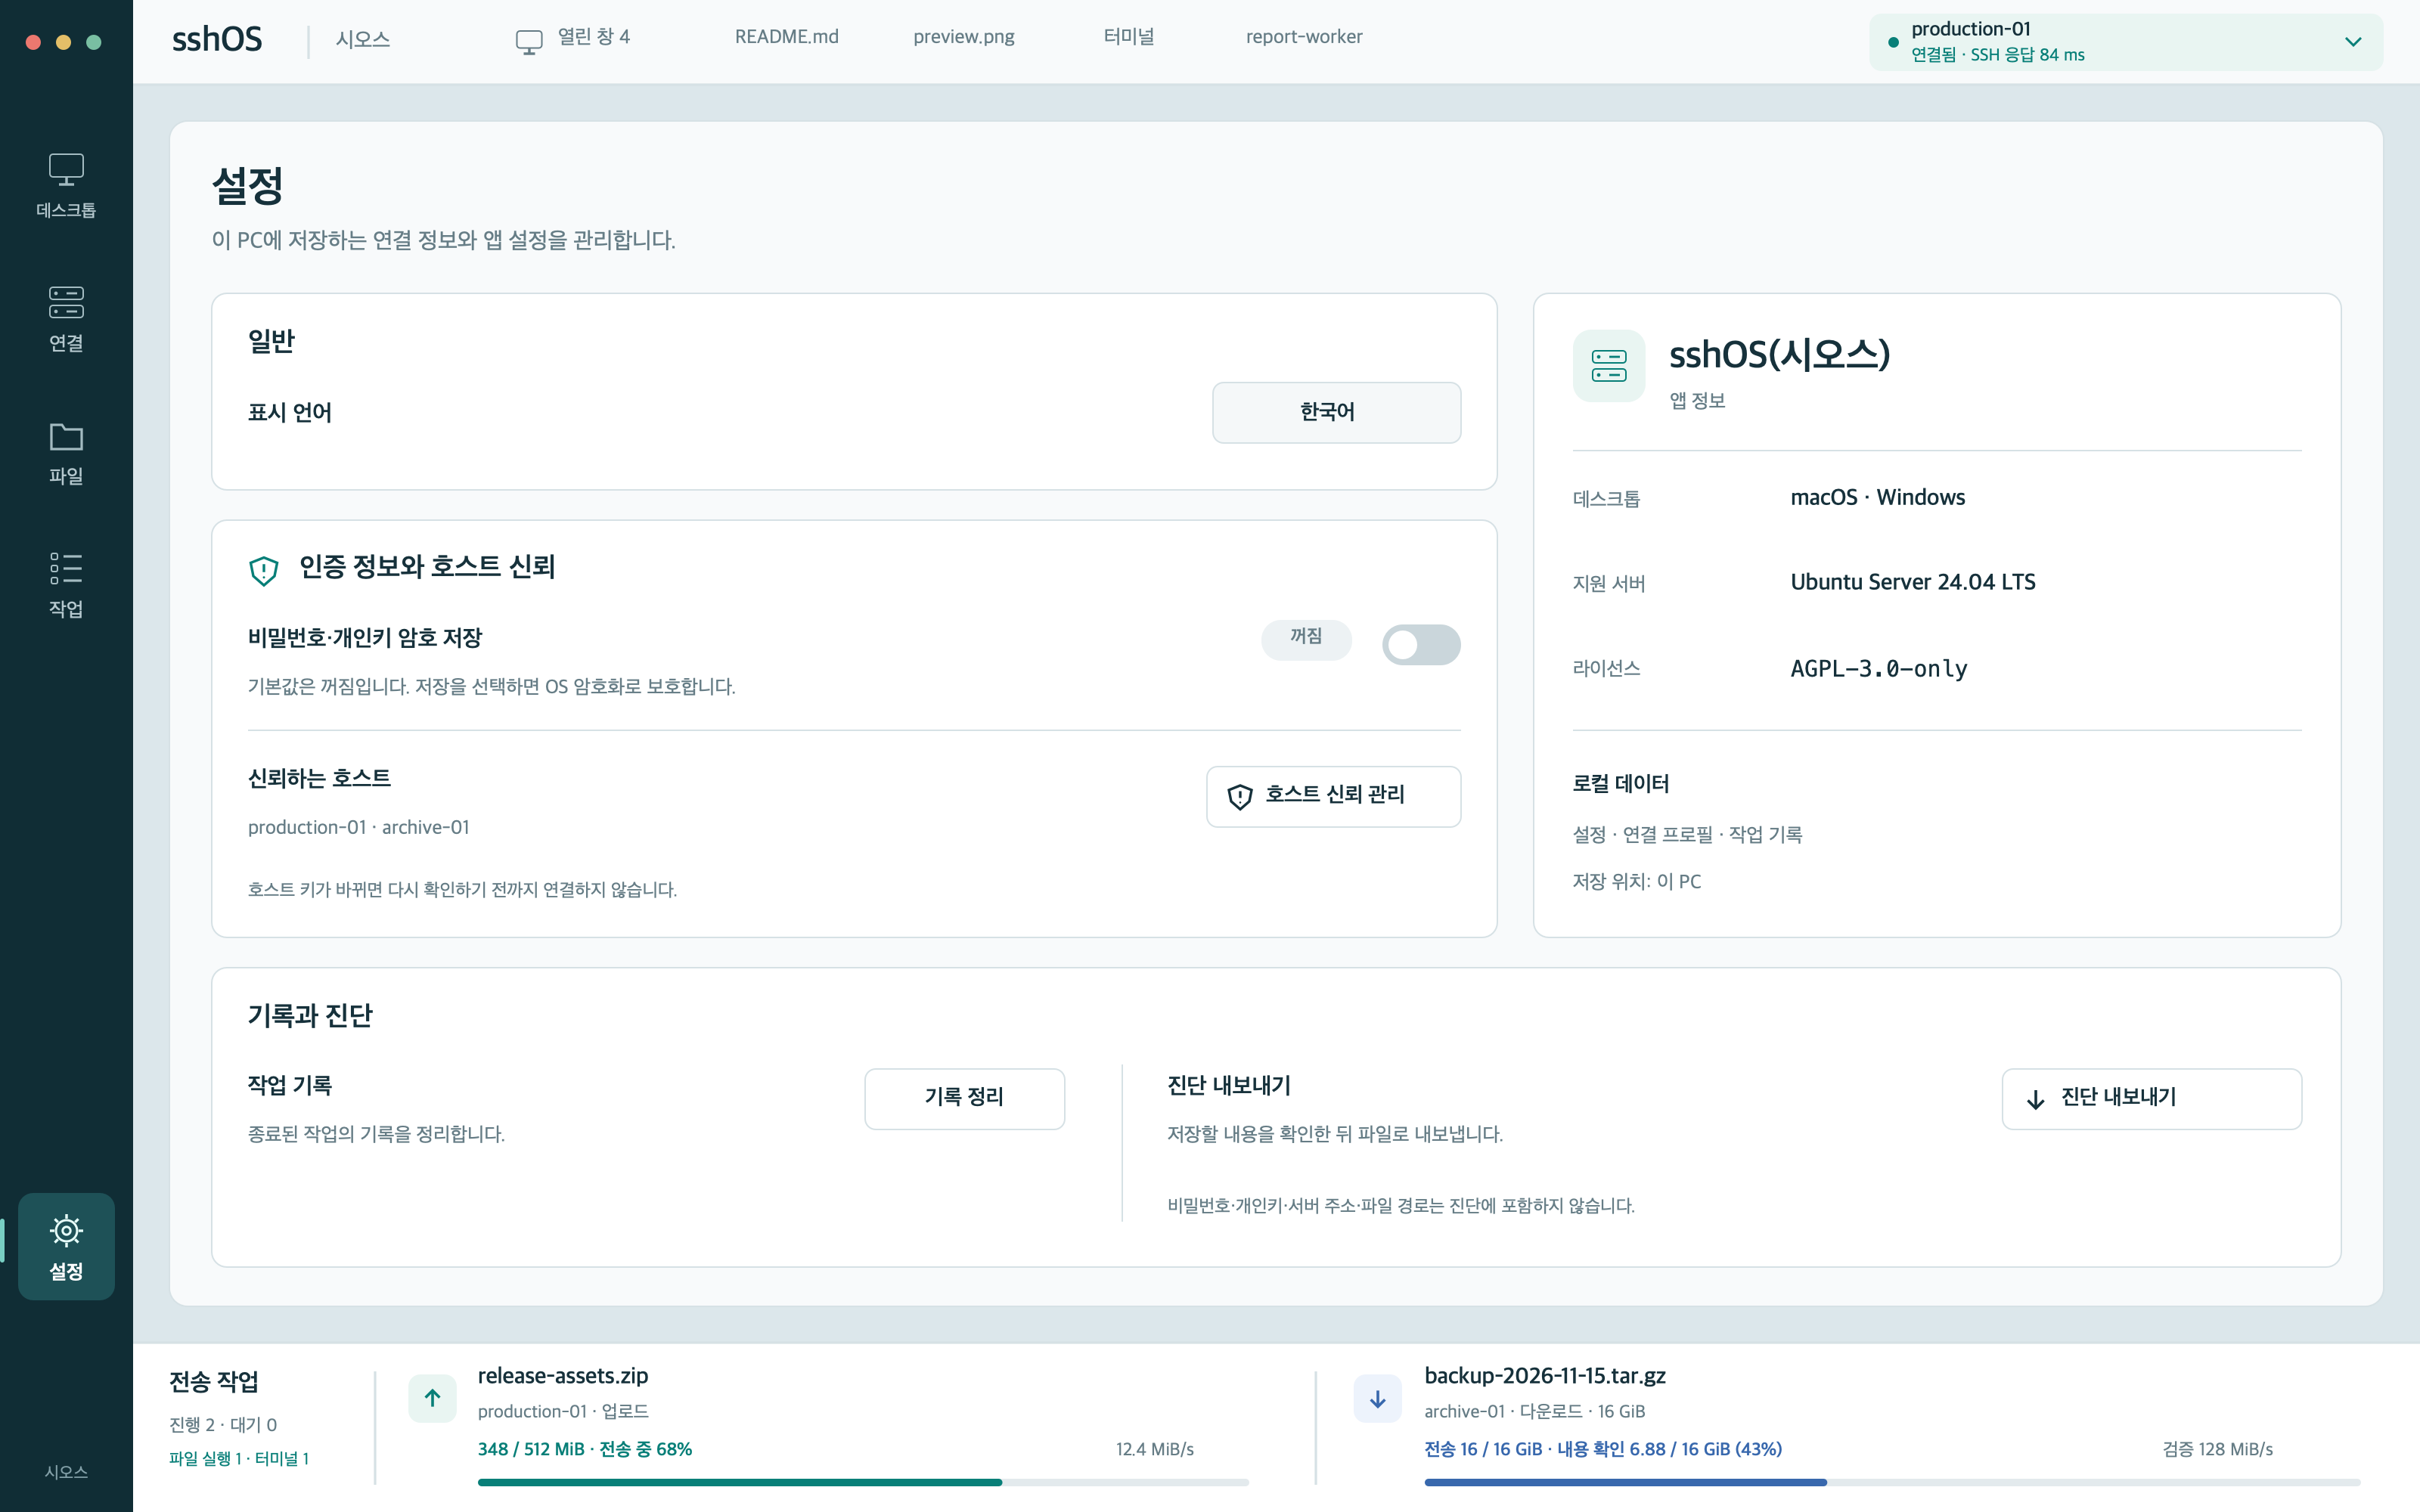 sshOS
시오스
열린 창 4
README.md
preview.png
터미널
report-worker
production-01
연결됨 · SSH 응답 84 ms
데스크톱
연결
파일
작업
설정
시오스
설정
이 PC에 저장하는 연결 정보와 앱 설정을 관리합니다.
일반
표시 언어
한국어
인증 정보와 호스트 신뢰
비밀번호·개인키 암호 저장
꺼짐
기본값은 꺼짐입니다. 저장을 선택하면 OS 암호화로 보호합니다.
신뢰하는 호스트
호스트 신뢰 관리
production-01 · archive-01
호스트 키가 바뀌면 다시 확인하기 전까지 연결하지 않습니다.
sshOS(시오스)
앱 정보
데스크톱
macOS · Windows
지원 서버
Ubuntu Server 24.04 LTS
라이선스
AGPL-3.0-only
로컬 데이터
설정 · 연결 프로필 · 작업 기록
저장 위치: 이 PC
기록과 진단
작업 기록
기록 정리
종료된 작업의 기록을 정리합니다.
진단 내보내기
진단 내보내기
저장할 내용을 확인한 뒤 파일로 내보냅니다.
비밀번호·개인키·서버 주소·파일 경로는 진단에 포함하지 않습니다.
전송 작업
진행 2 · 대기 0
파일 실행 1 · 터미널 1
release-assets.zip
production-01 · 업로드
348 / 512 MiB · 전송 중 68%
12.4 MiB/s
backup-2026-11-15.tar.gz
archive-01 · 다운로드 · 16 GiB
전송 16 / 16 GiB · 내용 확인 6.88 / 16 GiB (43%)
검증 128 MiB/s